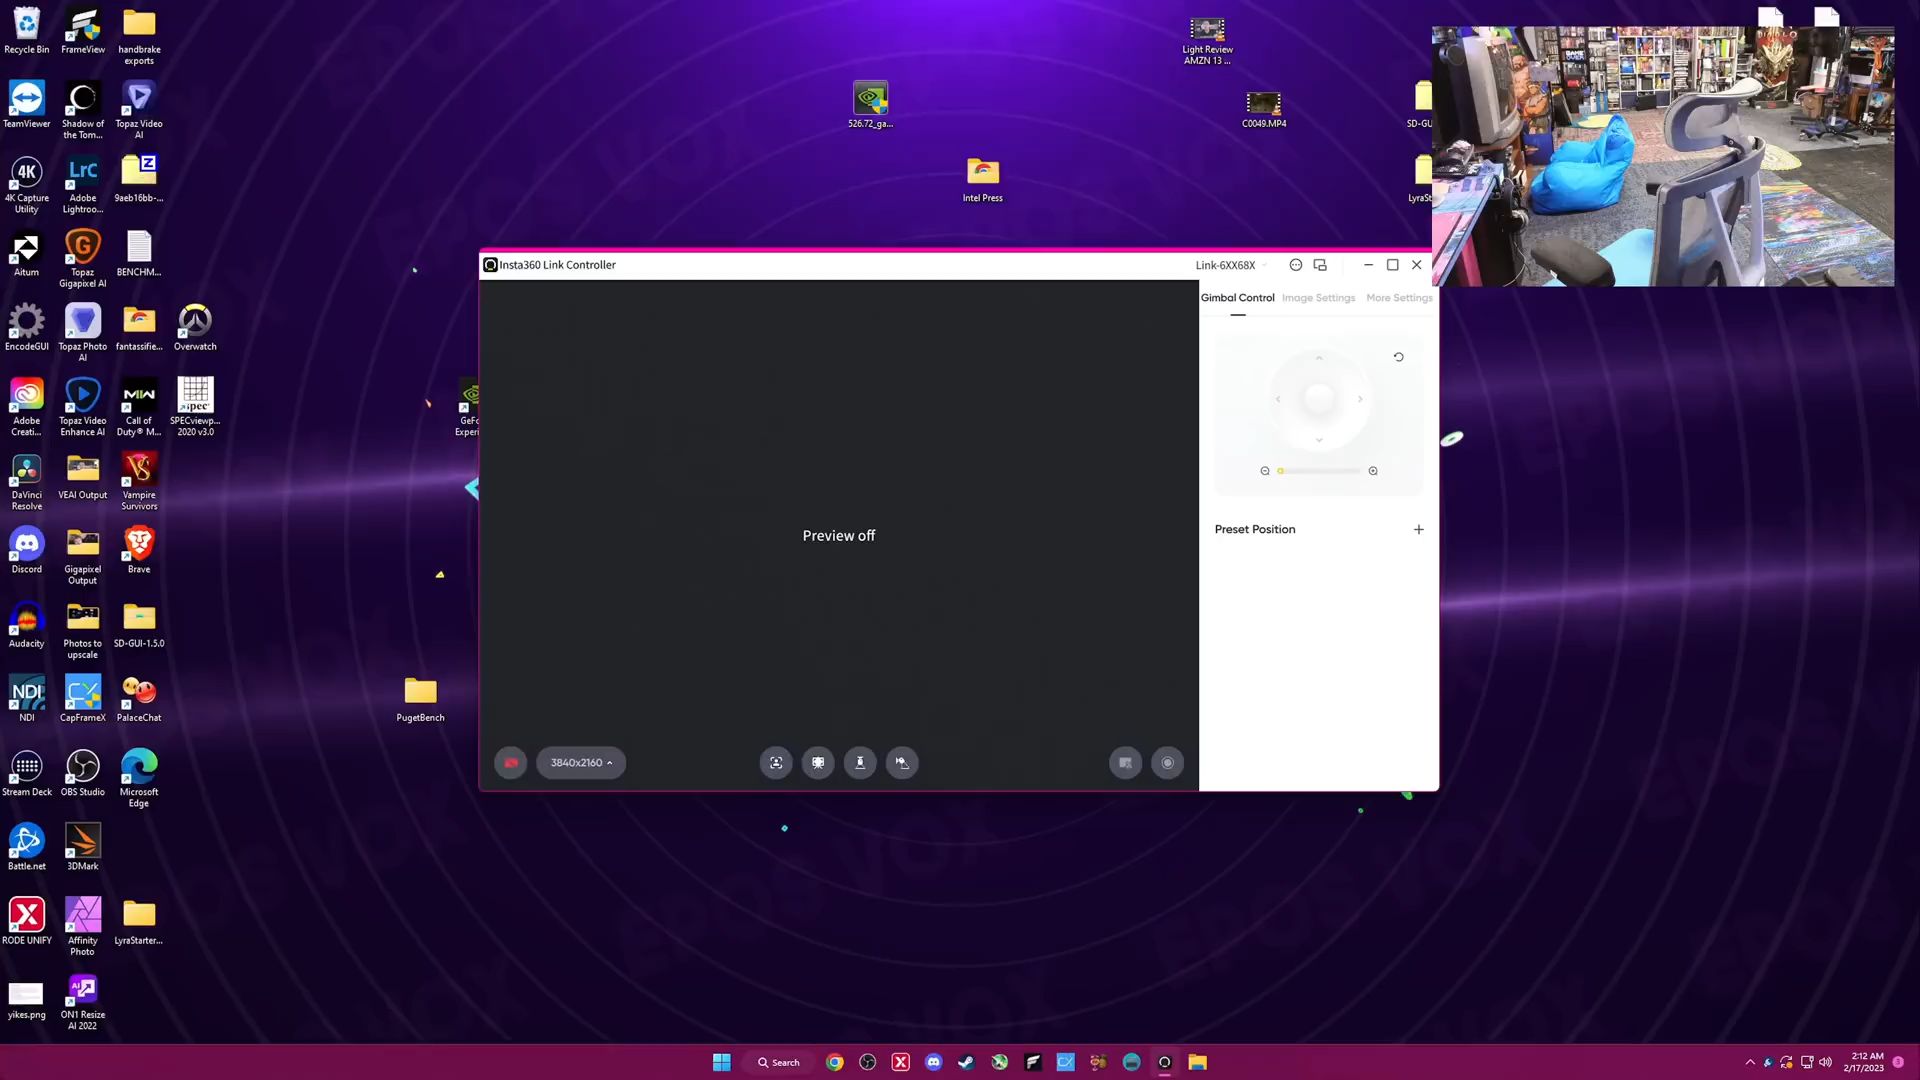 Recycle Bin
FrameView
handbrake
exports
TeamViewer
Shadow of
the Tom...
Topaz Video
AI
4K Capture
Utility
Adobe
Lightroo...
9aeb16bb-...
Aitum
Topaz
Gigapixel AI
BENCHM...
EncodeGUI
Topaz Photo
AI
fantassifie...
Overwatch
Adobe
Creati...
Topaz Video
Enhance AI
Call of
Duty® M...
SPECviewp...
2020 v3.0
DaVinci
Resolve
VEAI Output
Vampire
Survivors
Discord
Gigapixel
Output
Brave
Audacity
Photos to
upscale
SD-GUI-1.5.0
NDI
CapFrameX
PalaceChat
Stream Deck
OBS Studio
Microsoft
Edge
Battle.net
3DMark
RODE UNIFY
Affinity
Photo
LyraStarter...
yikes.png
ON1 Resize
AI 2022
526.72_ga...
Intel Press
Light Review
AMZN 13 ...
C0049.MP4
SD-GU
LyraSt
GeFo
Experi
PugetBench
Insta360 Link Controller
Link-6XX68X
Gimbal Control
Image Settings
More Settings
Preview off
Preset Position
3840x2160
Search
2:12 AM
2/17/2023